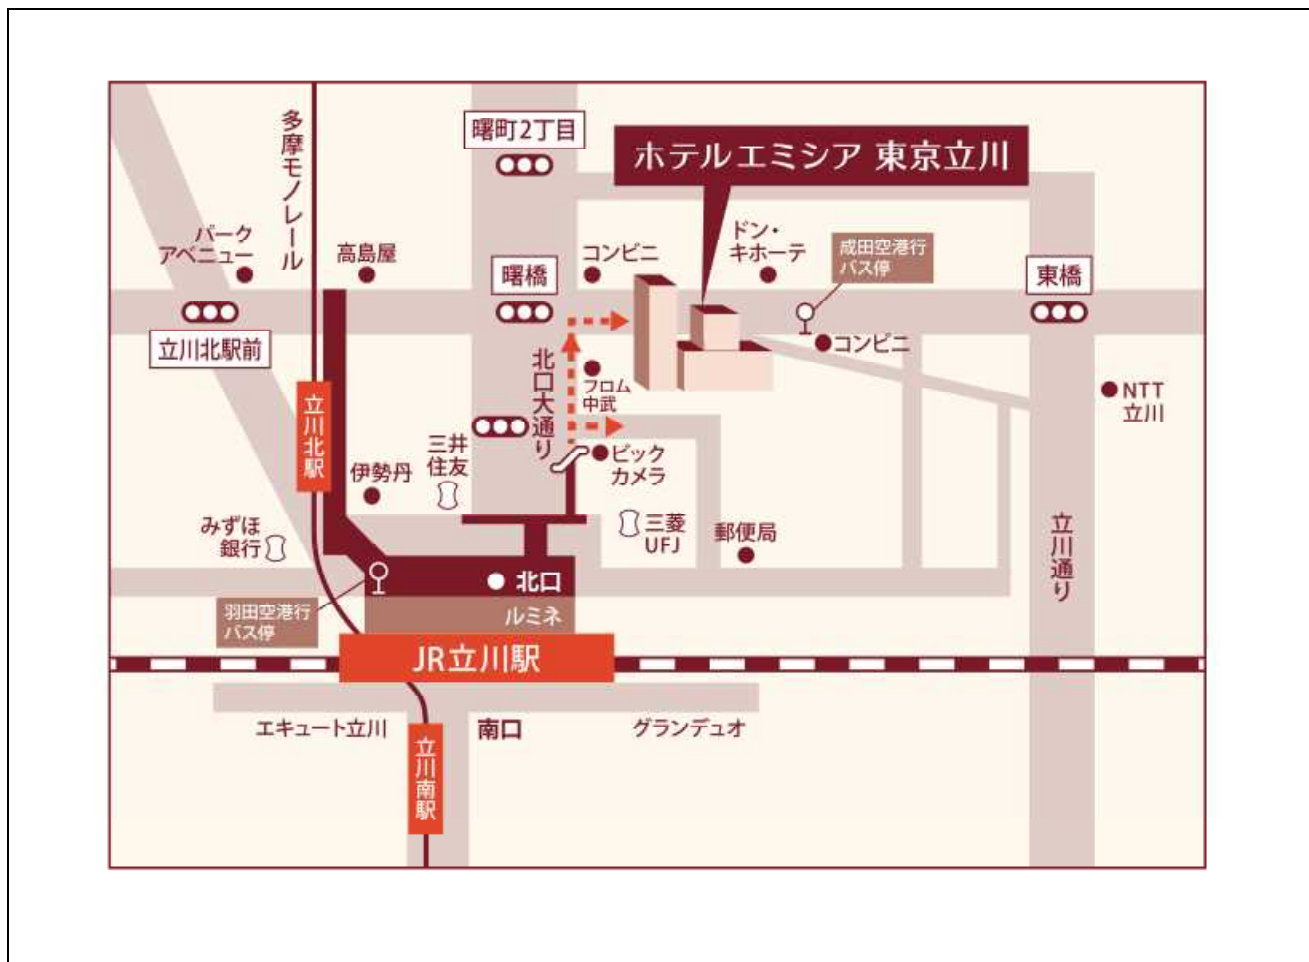 多摩モノレール
曙町2丁目
ホテルエミシア 東京立川
パーク
アベニュー
高島屋
曙橋
コンビニ
ドン・
キホーテ
成田空港行
バス停
東橋
立川北駅前
コンビニ
北口大通り
フロム
中武
NTT
立川
立川北駅
三井
住友
ビック
カメラ
伊勢丹
みずほ
銀行
三菱
UFJ
郵便局
立川通り
北口
羽田空港行
バス停
ルミネ
JR立川駅
エキュート立川
南口
グランデュオ
立川南駅